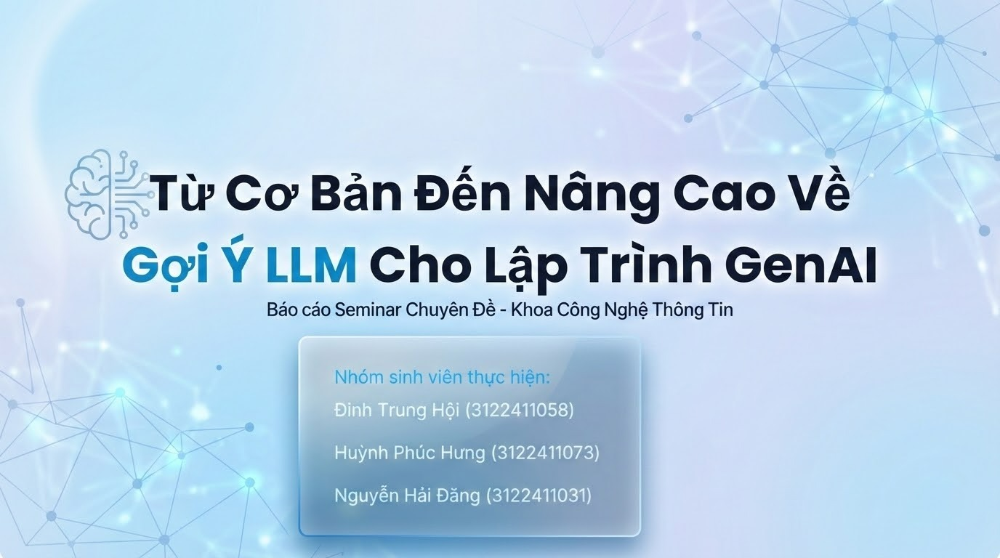 Từ Cơ Bản Đến Nâng Cao Về
Gợi Ý LLM Cho Lập Trình GenAI
Báo cáo Seminar Chuyên Đề - Khoa Công Nghệ Thông Tin
Nhóm sinh viên thực hiện:
Đinh Trung Hội (3122411058)
Huỳnh Phúc Hưng (3122411073)
Nguyễn Hải Đăng (3122411031)